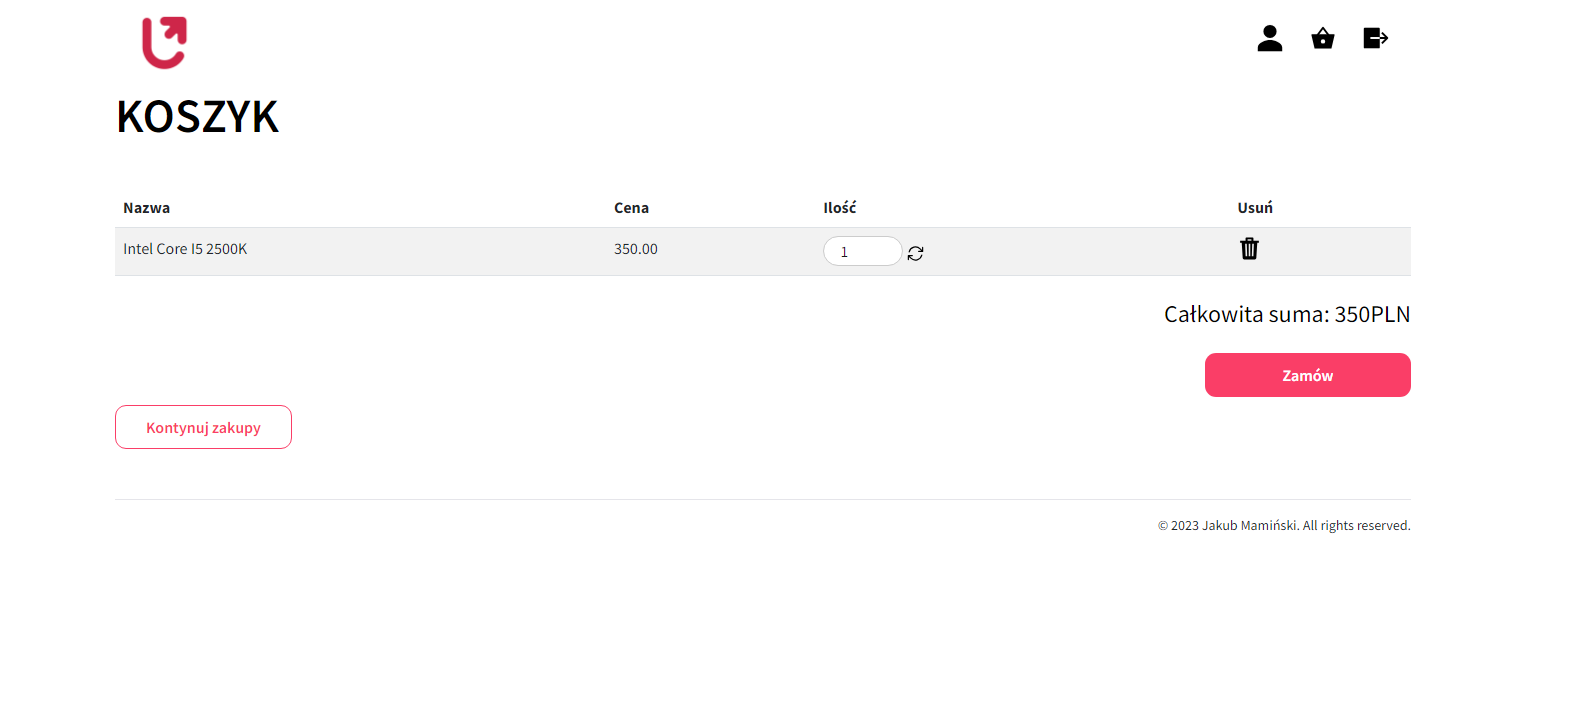 KOSZYK
Nazwa Cena Ilość Usuń
Intel Core I5 2500K 350.00 1
Całkowita suma: 350PLN
Zamów
Kontynuj zakupy
© 2023 Jakub Mamiński. All rights reserved.